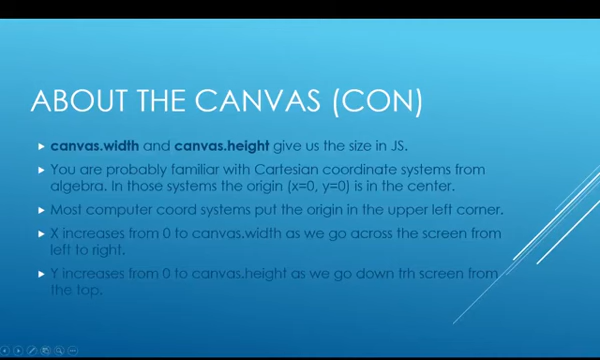 ABOUT THE CANVAS (CON)
canvas.width and canvas.height give us the size in JS.
You are probably familiar with Cartesian coordinate systems from
algebra. In those systems the origin (x=0, y=0) is in the center.
Most computer coord systems put the origin in the upper left corner.
X increases from 0 to canvas.width as we go across the screen from
left to right.
Y increases from 0 to canvas.height as we go down trh screen from
the top.